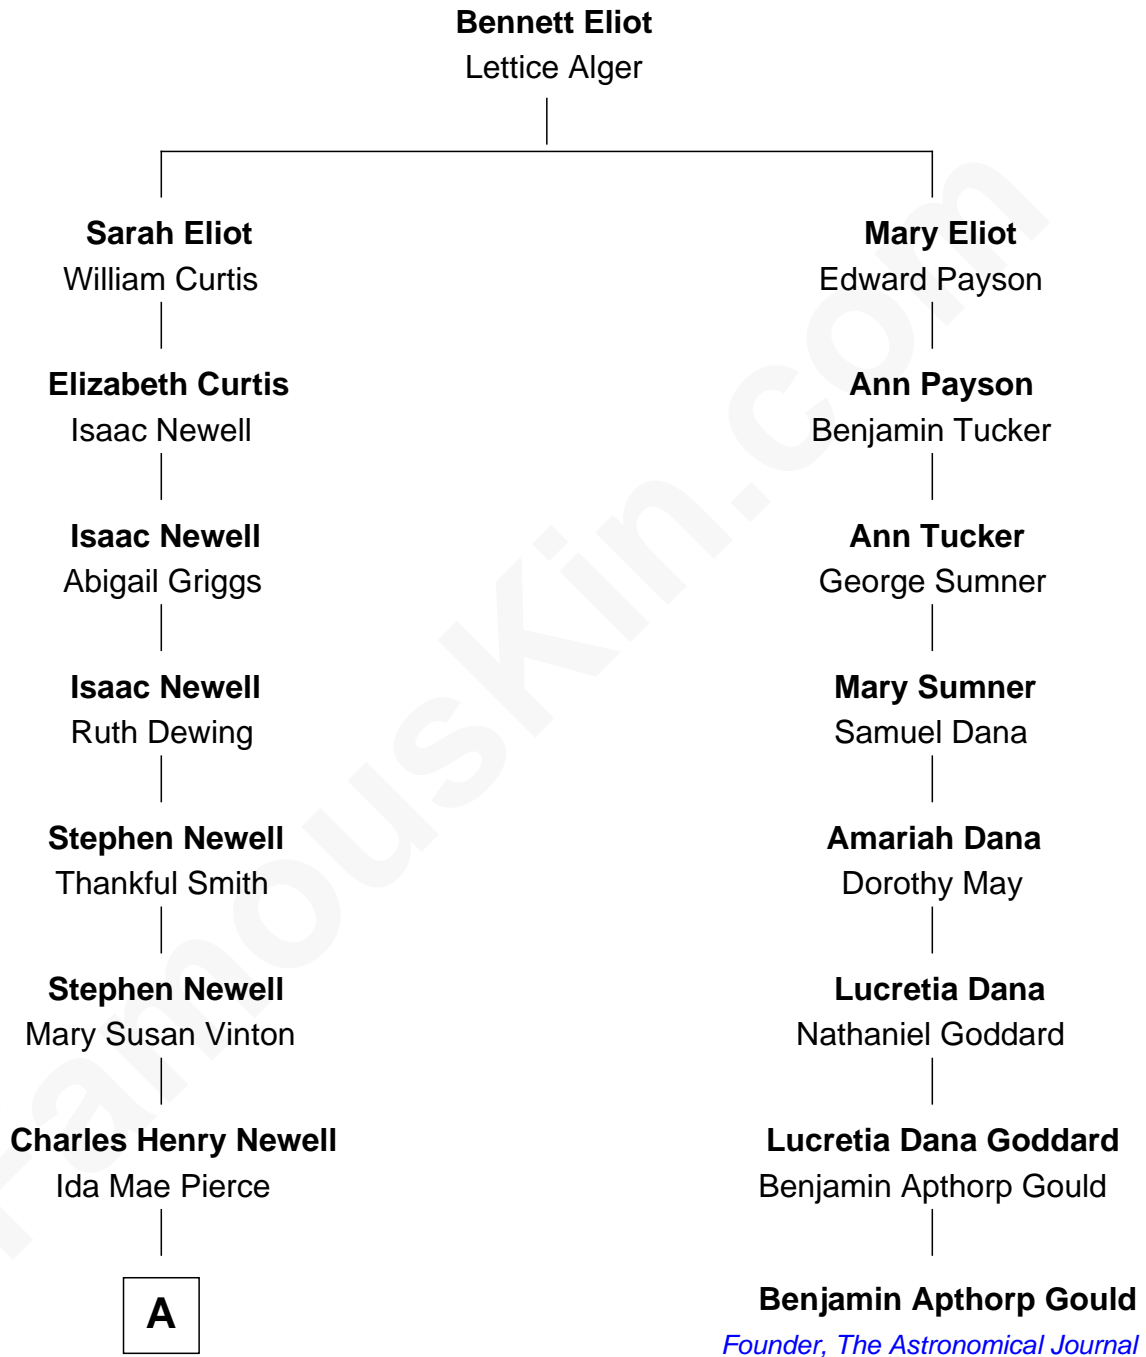 Bennett Eliot
Lettice Alger
Sarah Eliot
William Curtis
Mary Eliot
Edward Payson
Elizabeth Curtis
Isaac Newell
Ann Payson
Benjamin Tucker
Isaac Newell
Abigail Griggs
Ann Tucker
George Sumner
Isaac Newell
Ruth Dewing
Mary Sumner
Samuel Dana
Stephen Newell
Thankful Smith
Amariah Dana
Dorothy May
Stephen Newell
Mary Susan Vinton
Lucretia Dana
Nathaniel Goddard
Charles Henry Newell
Ida Mae Pierce
Lucretia Dana Goddard
Benjamin Apthorp Gould
A
Benjamin Apthorp Gould
Founder, The Astronomical Journal
FamousKin.com